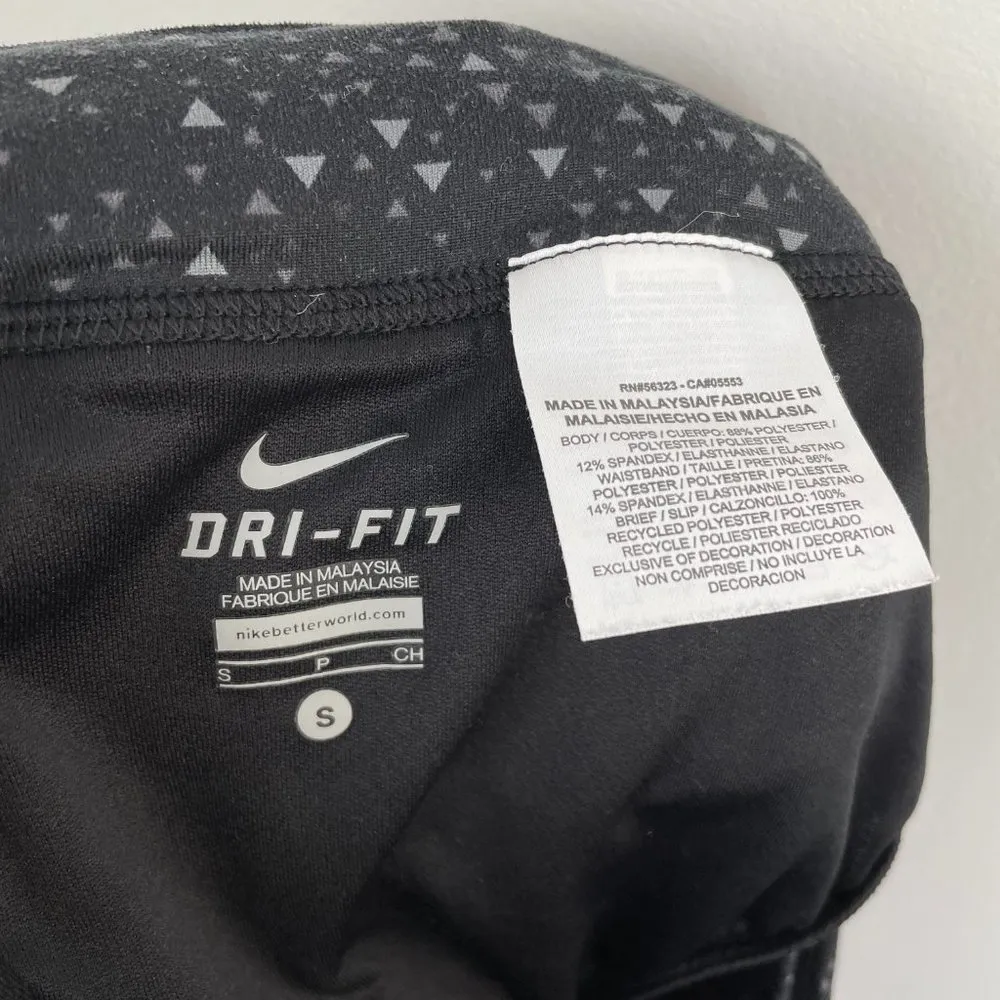 DRI-FIT
MADE IN MALAYSIA
FABRIQUE EN MALAISIE
nikebetterworld.com
S P CH
S
RN#56323 - CA#05553
MADE IN MALAYSIA/FABRIQUE EN
MALAISIE/HECHO EN MALASIA
BODY / CORPS / CUERPO: 88% POLYESTER /
POLYESTER / POLIESTER
12% SPANDEX / ELASTHANNE / ELASTANO
WAISTBAND / TAILLE / PRETINA: 86%
POLYESTER / POLYESTER / POLIESTER
14% SPANDEX / ELASTHANNE / ELASTANO
BRIEF / SLIP / CALZONCILLO: 100%
RECYCLED POLYESTER / POLYESTER
RECYCLE / POLIESTER RECICLADO
EXCLUSIVE OF DECORATION / DECORATION
NON COMPRISE / NO INCLUYE LA
DECORACION